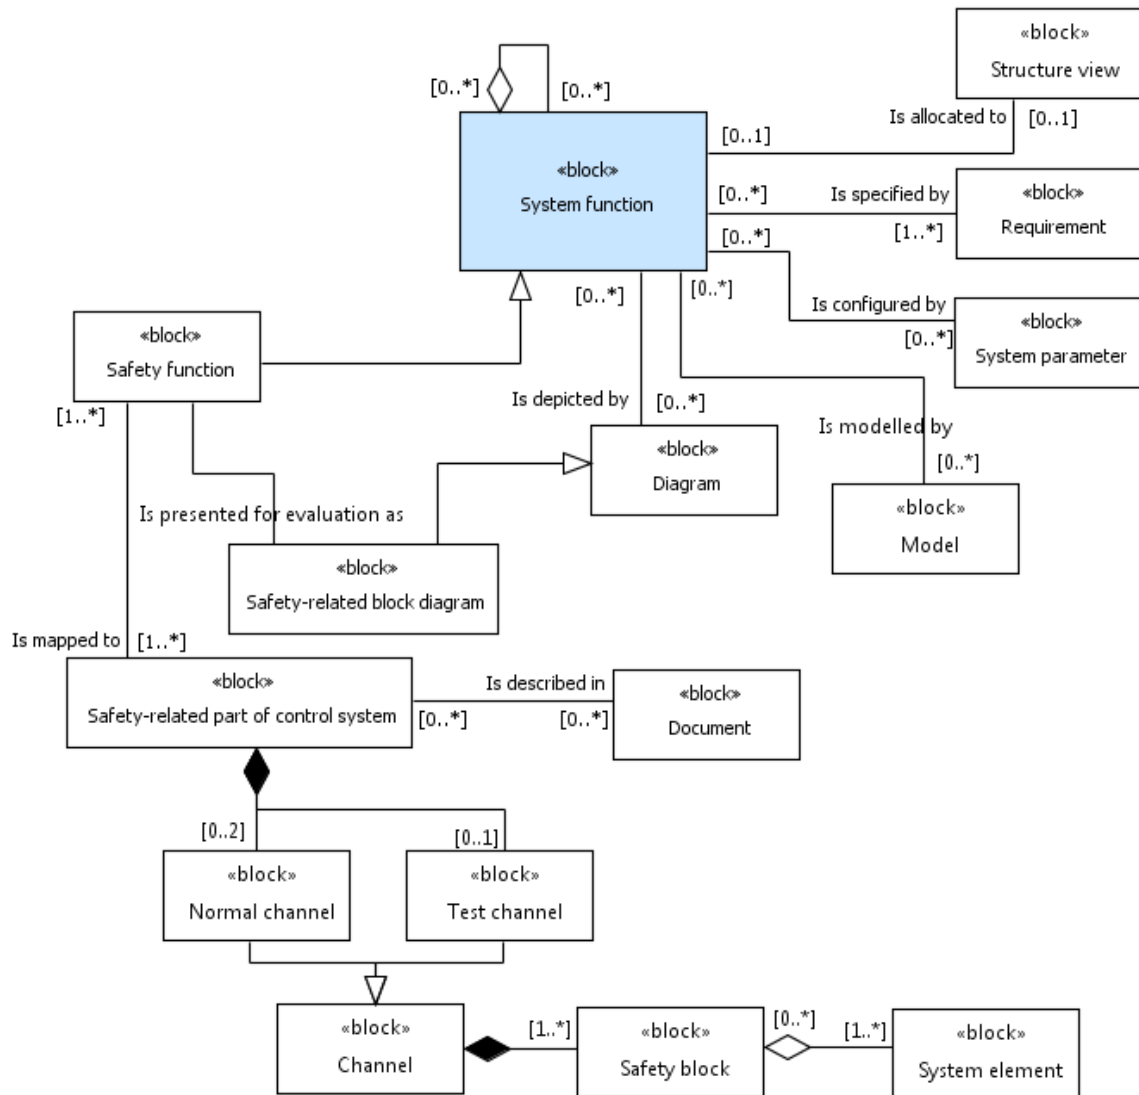 «block»
Structure view
[0..*]
[0..*]
Is allocated to
[0..1]
[0..1]
«block»
System function
[0..*]
Is specified by
[1..*]
«block»
Requirement
[0..*]
[0..*]
[0..*]
Is configured by
[0..*]
«block»
System parameter
«block»
Safety function
[1..*]
Is depicted by
[0..*]
Is modelled by
[0..*]
«block»
Diagram
«block»
Model
Is presented for evaluation as
«block»
Safety-related block diagram
Is mapped to
[1..*]
«block»
Safety-related part of control system
Is described in
[0..*]
[0..*]
«block»
Document
[0..2]
[0..1]
«block»
Normal channel
«block»
Test channel
«block»
Channel
[1..*]
«block»
Safety block
[0..*]
[1..*]
«block»
System element